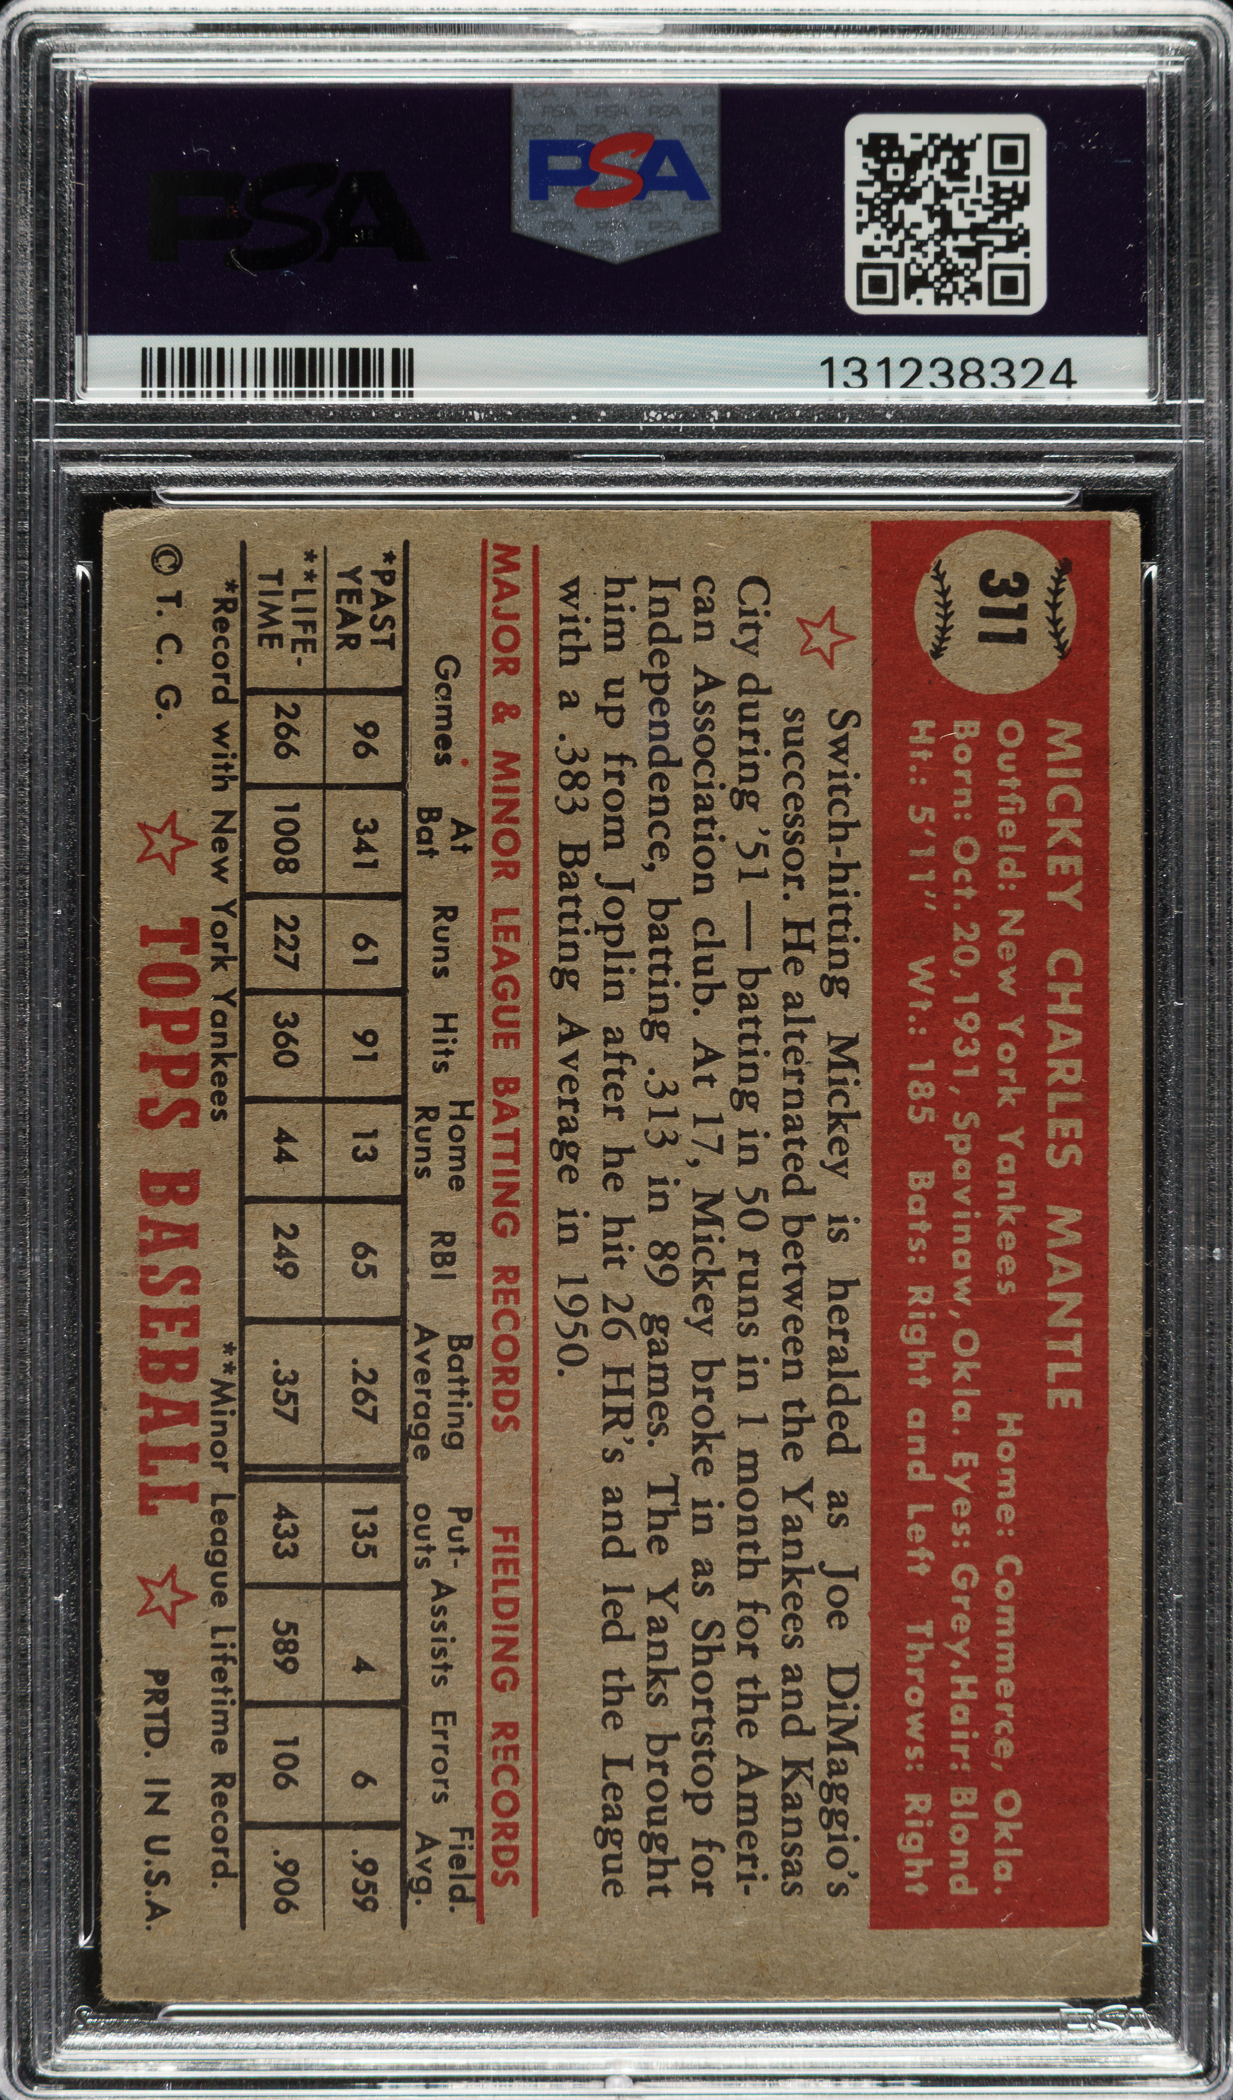 PSA
PSA
131238324
311
MICKEY CHARLES MANTLE
Outfield: New York Yankees Home: Commerce, Okla.
Born: Oct. 20, 1931, Spavinaw, Okla. Eyes: Grey. Hair: Blond
Ht.: 5'11" Wt.: 185 Bats: Right and Left Throws: Right
Switch-hitting Mickey is heralded as Joe DiMaggio's
successor. He alternated between the Yankees and Kansas
City during '51 — batting in 50 runs in 1 month for the Ameri-
can Association club. At 17, Mickey broke in as Shortstop for
Independence, batting .313 in 89 games. The Yanks brought
him up from Joplin after he hit 26 HR's and led the League
with a .383 Batting Average in 1950.
MAJOR & MINOR LEAGUE BATTING RECORDS FIELDING RECORDS
Games At Bat Runs Hits Home Runs RBI Batting Average Put-outs Assists Errors Field. Avg.
*PAST YEAR 96 341 61 91 13 65 .267 135 4 6 .959
**LIFE-TIME 266 1008 227 360 44 249 .357 433 589 106 .906
*Record with New York Yankees **Minor League Lifetime Record.
© T. C. G. TOPPS BASEBALL PRTD. IN U.S.A.
PSA